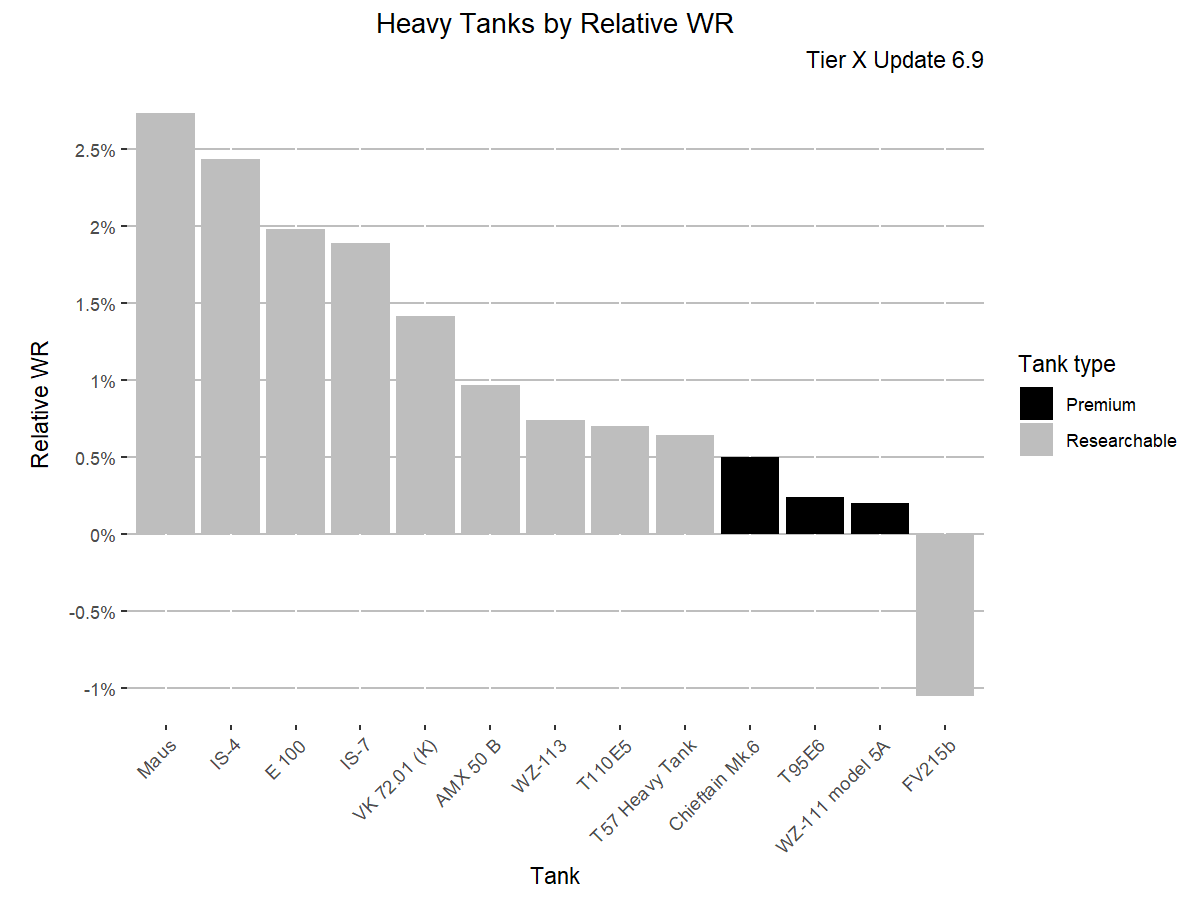 Heavy Tanks by Relative WR
Tier X Update 6.9
Relative WR
2.5%
2%
1.5%
1%
0.5%
0%
-0.5%
-1%
Maus
IS-4
E 100
IS-7
VK 72.01 (K)
AMX 50 B
WZ-113
T110E5
T57 Heavy Tank
Chieftain Mk.6
T95E6
WZ-111 model 5A
FV215b
Tank
Tank type
Premium
Researchable